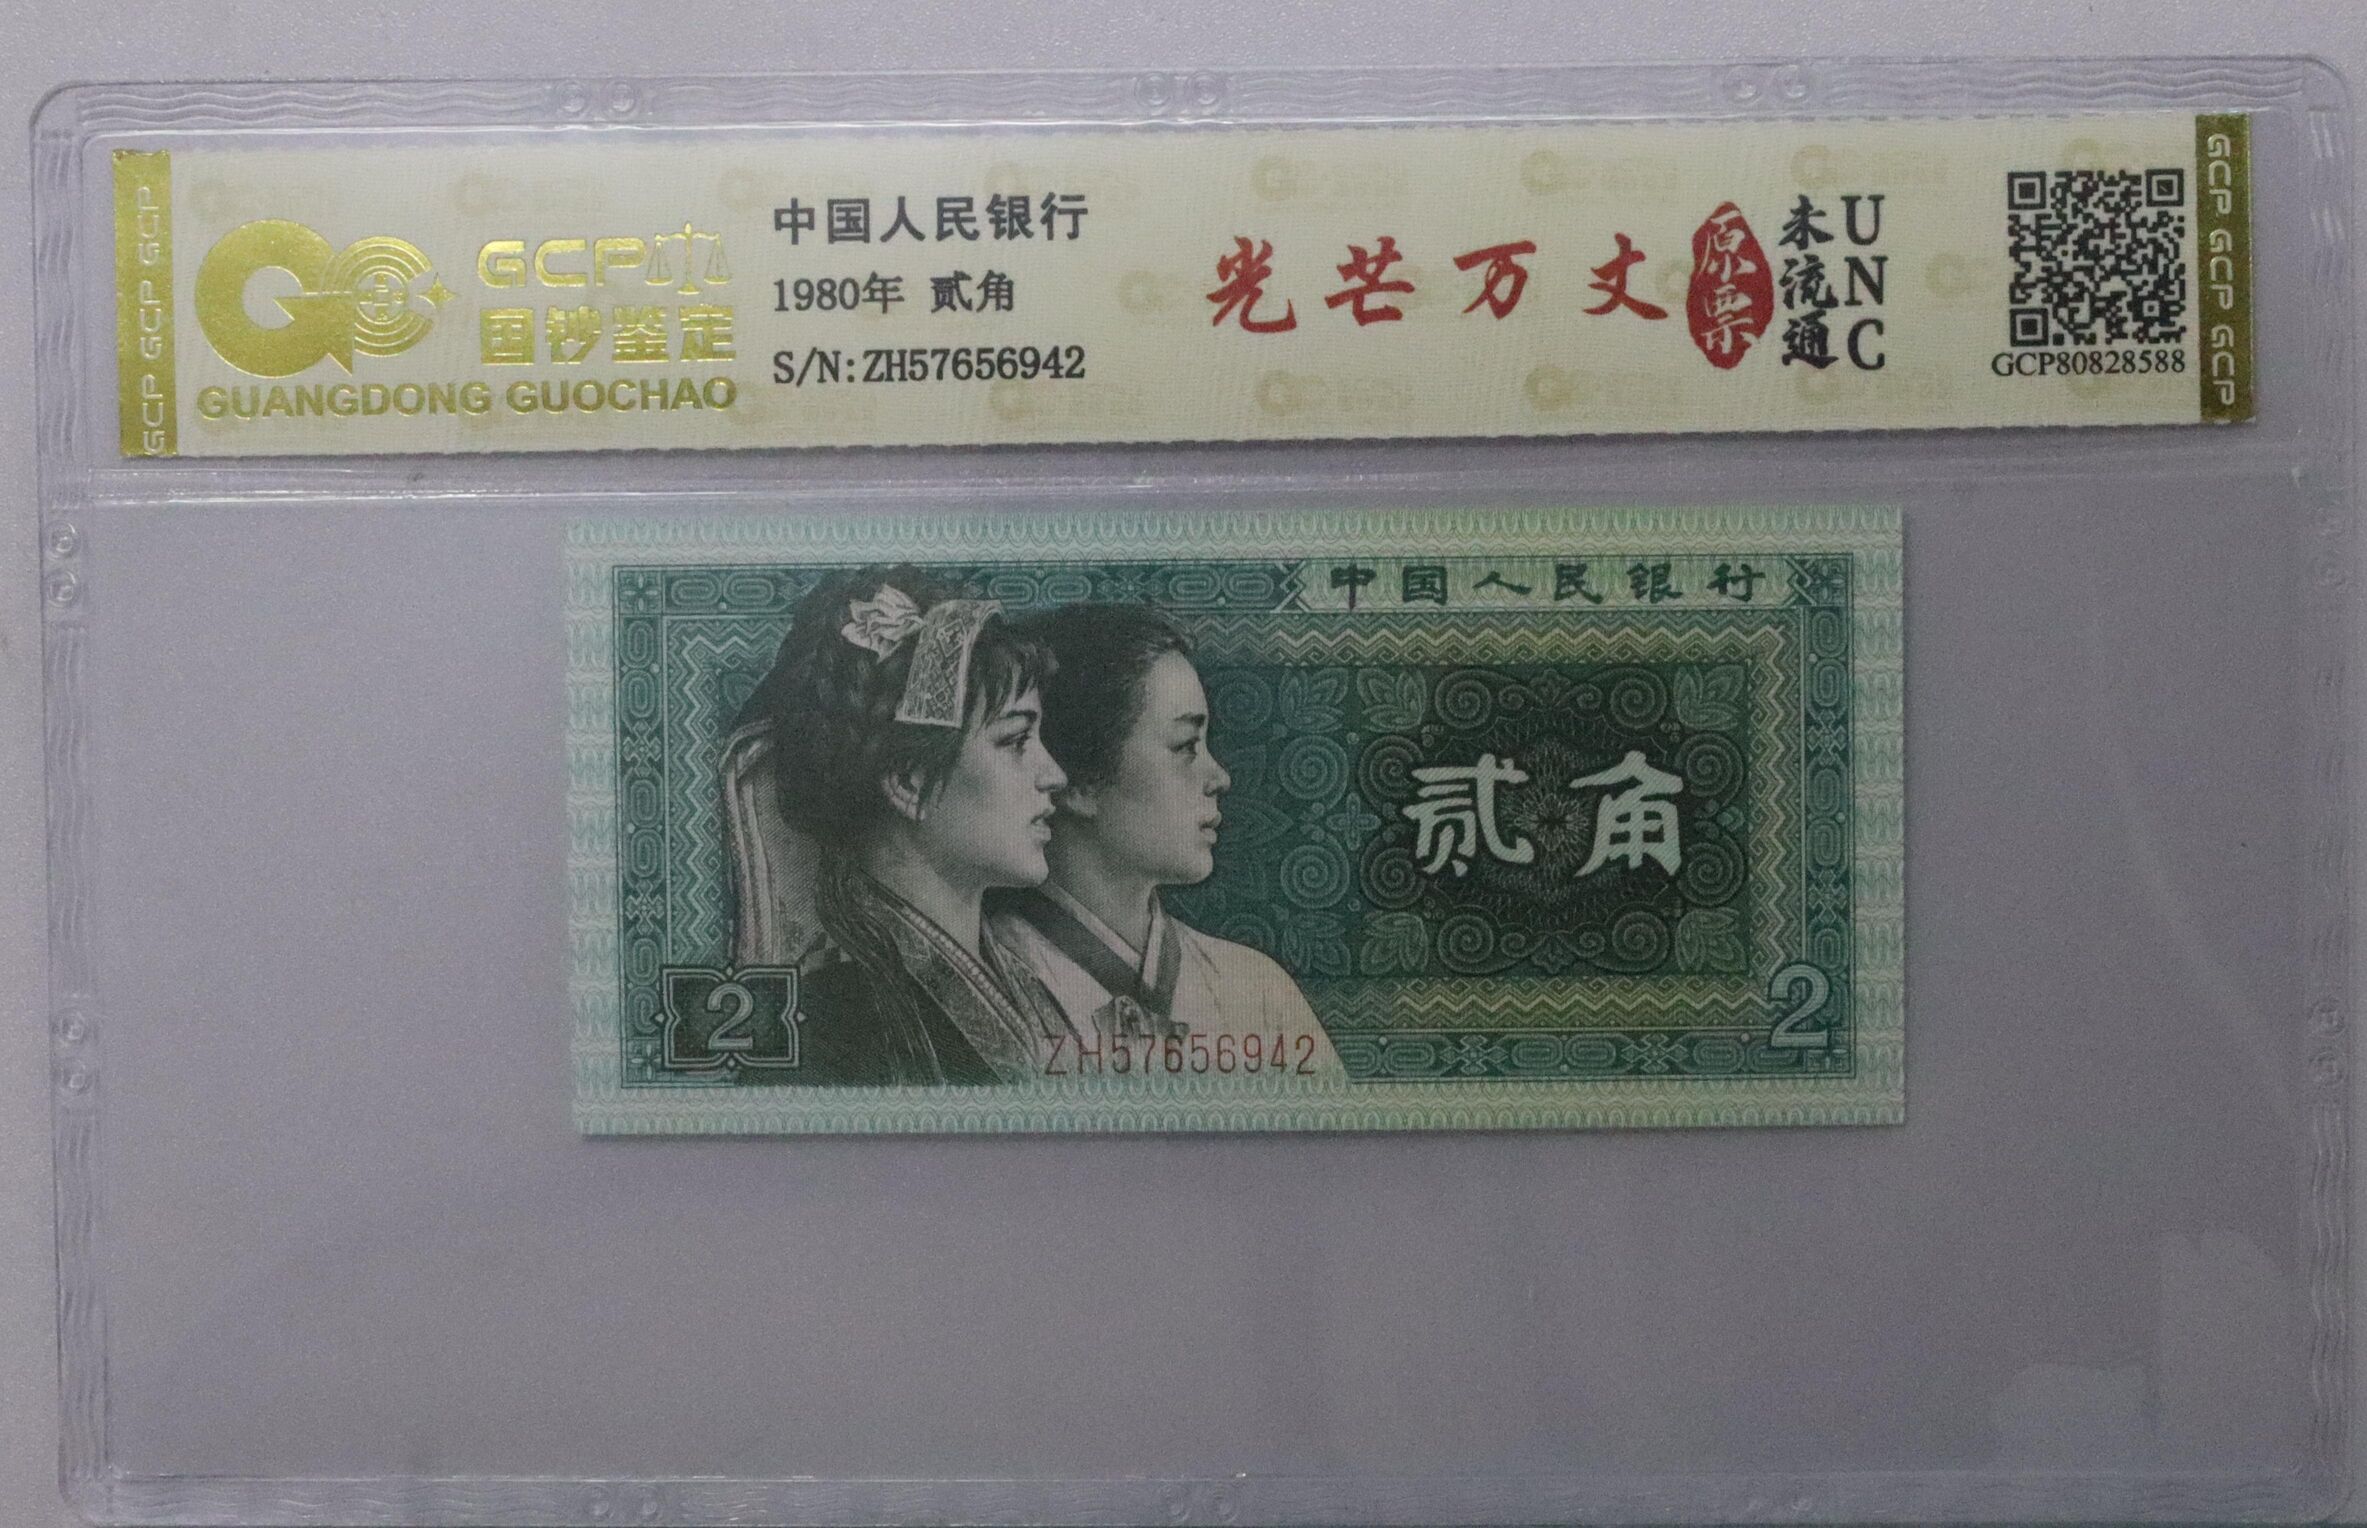 GCP GCP GCP
GCP
国钞鉴定
GUANGDONG GUOCHAO
中国人民银行
1980年 贰角
S/N:ZH57656942
光芒万丈
原票
未流通
UNC
GCP80828588
GCP GCP GCP
中国人民银行
贰角
2
2
ZH57656942